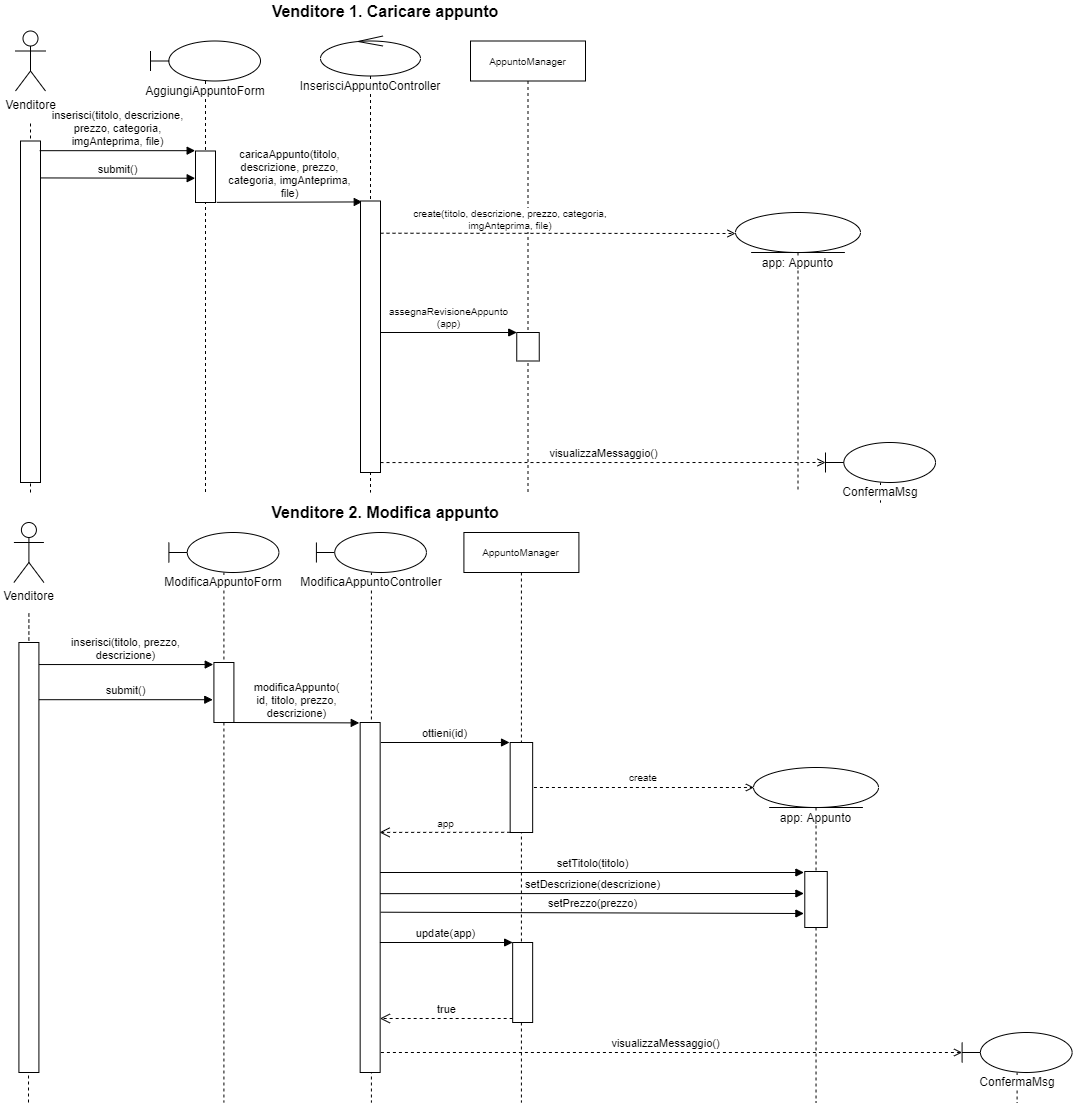 Venditore 1. Caricare appunto
Venditore
AggiungiAppuntoForm
InserisciAppuntoController
AppuntoManager
inserisci(titolo, descrizione,
prezzo, categoria,
imgAnteprima, file)
submit()
caricaAppunto(titolo,
descrizione, prezzo,
categoria, imgAnteprima,
file)
create(titolo, descrizione, prezzo, categoria,
imgAnteprima, file)
app: Appunto
assegnaRevisioneAppunto
(app)
visualizzaMessaggio()
ConfermaMsg
Venditore 2. Modifica appunto
Venditore
ModificaAppuntoForm
ModificaAppuntoController
AppuntoManager
inserisci(titolo, prezzo,
descrizione)
submit()
modificaAppunto(
id, titolo, prezzo,
descrizione)
ottieni(id)
create
app: Appunto
app
setTitolo(titolo)
setDescrizione(descrizione)
setPrezzo(prezzo)
update(app)
true
visualizzaMessaggio()
ConfermaMsg